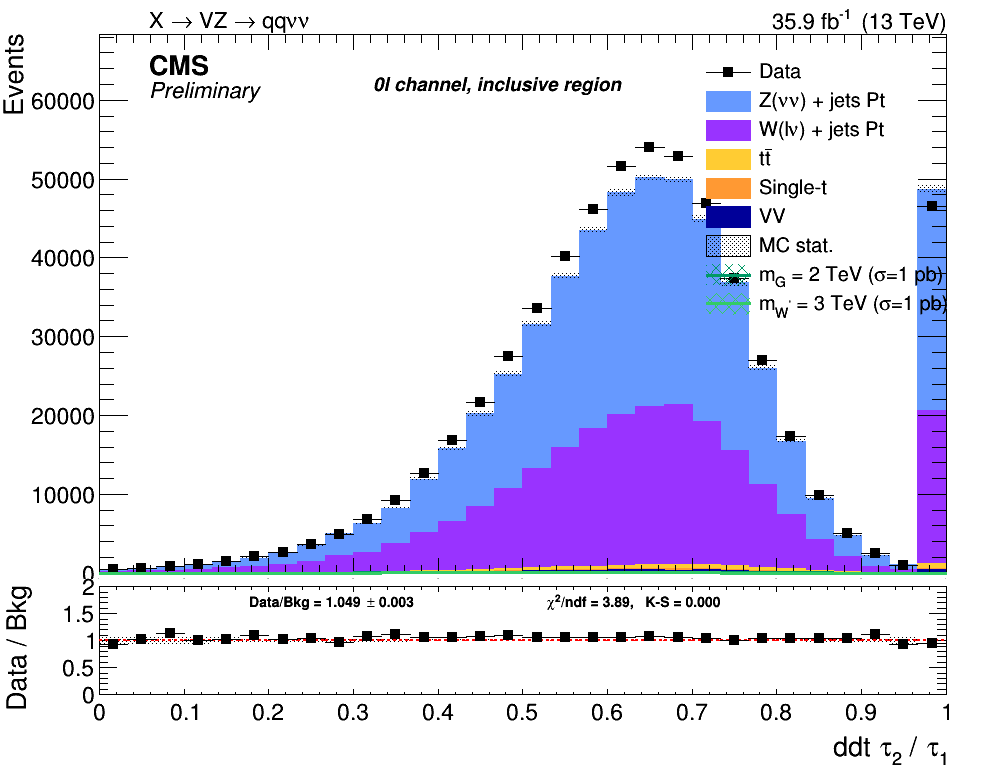 X → VZ → qqνν
35.9 fb⁻¹ (13 TeV)
Events
CMS
Preliminary
0l channel, inclusive region
Data
Z(νν) + jets Pt
W(lν) + jets Pt
tt̄
Single-t
VV
MC stat.
m_G = 2 TeV (σ=1 pb)
m_W' = 3 TeV (σ=1 pb)
60000
50000
40000
30000
20000
10000
0
Data / Bkg
2
1.5
1
0.5
0
Data/Bkg = 1.049 ± 0.003
χ²/ndf = 3.89, K-S = 0.000
0 0.1 0.2 0.3 0.4 0.5 0.6 0.7 0.8 0.9 1
ddt τ₂ / τ₁